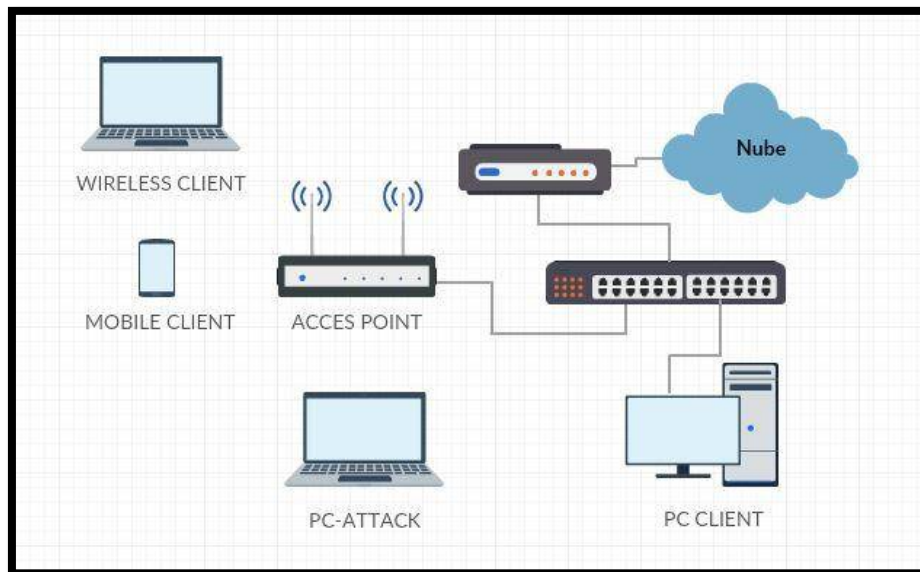 Nube
WIRELESS CLIENT
MOBILE CLIENT
ACCES POINT
PC-ATTACK
PC CLIENT